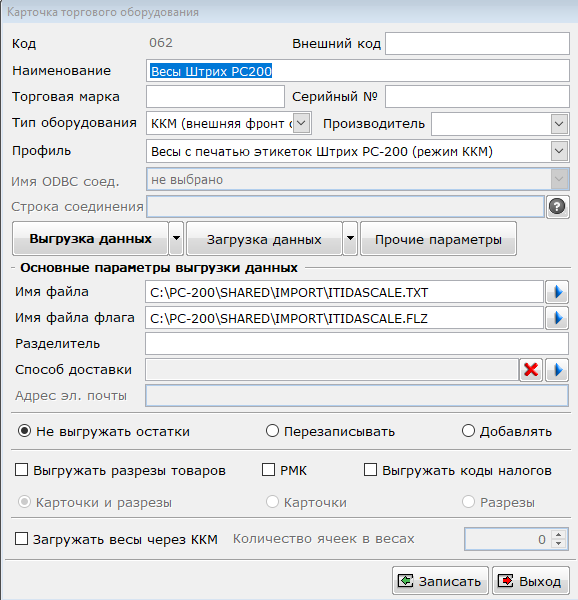 Карточка торгового оборудования
Код 062 Внешний код
Наименование Весы Штрих РС200
Торговая марка Серийный №
Тип оборудования ККМ (внешняя фронт Производитель
Профиль Весы с печатью этикеток Штрих РС-200 (режим ККМ)
Имя ODBC соед. не выбрано
Строка соединения ?
Выгрузка данных Загрузка данных Прочие параметры
Основные параметры выгрузки данных
Имя файла C:\PC-200\SHARED\IMPORT\ITIDASCALE.TXT
Имя файла флага C:\PC-200\SHARED\IMPORT\ITIDASCALE.FLZ
Разделитель
Способ доставки
Адрес эл. почты
Не выгружать остатки Перезаписывать Добавлять
Выгружать разрезы товаров РМК Выгружать коды налогов
Карточки и разрезы Карточки Разрезы
Загружать весы через ККМ Количество ячеек в весах 0
Записать Выход